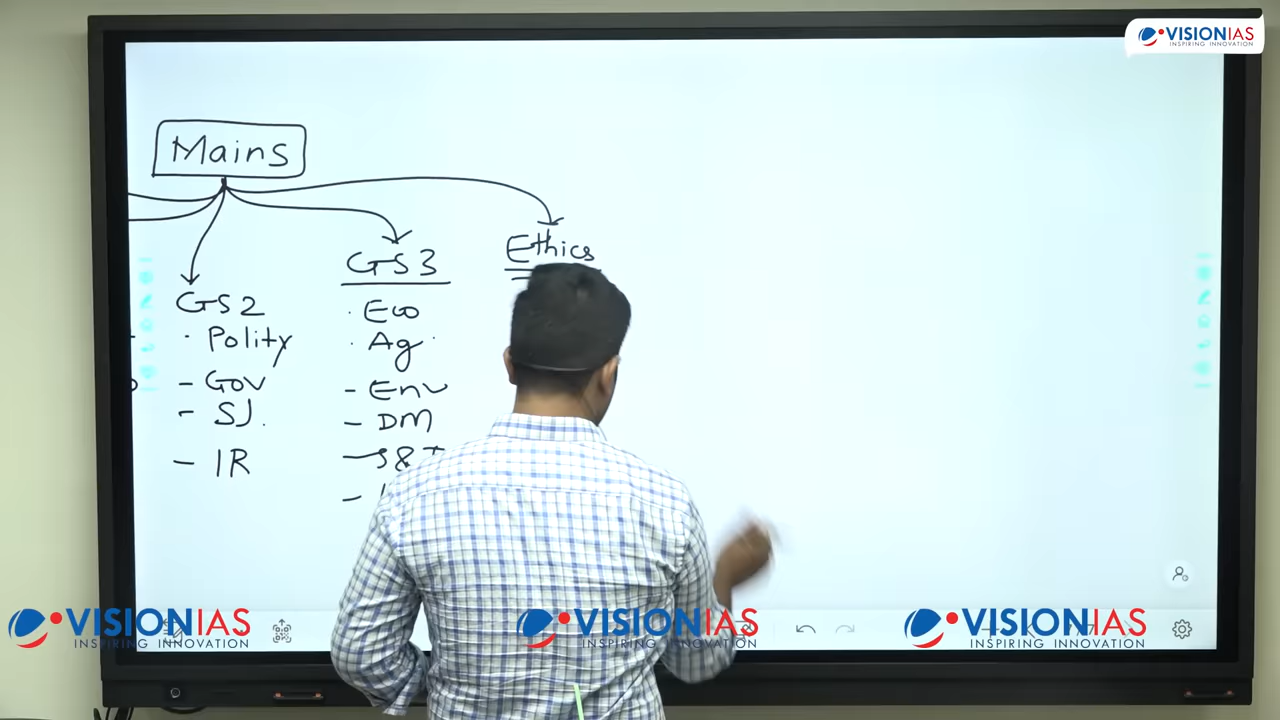 VISIONIAS
INSPIRING INNOVATION
Mains
GS2
· Polity
- Gov
- SJ.
- IR
GS3
· Eco
· Ag.
- Env
- DM
- S&T
Ethics
VISIONIAS
INSPIRING INNOVATION
VISIONIAS
INSPIRING INNOVATION
VISIONIAS
INSPIRING INNOVATION